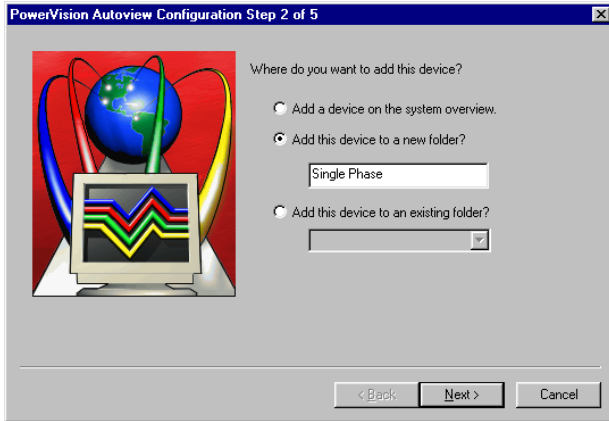 PowerVision Autoview Configuration Step 2 of 5
Where do you want to add this device?
Add a device on the system overview.
Add this device to a new folder?
Single Phase
Add this device to an existing folder?
< Back
Next >
Cancel